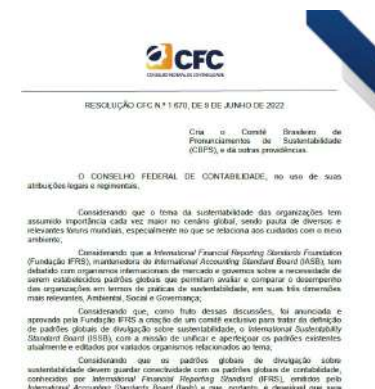 CFC
CONSELHO FEDERAL DE CONTABILIDADE
RESOLUÇÃO CFC N.º 1.670, DE 9 DE JUNHO DE 2022
Cria o Comitê Brasileiro de
Pronunciamentos de Sustentabilidade
(CBPS), e dá outras providências.
O CONSELHO FEDERAL DE CONTABILIDADE, no uso de suas
atribuições legais e regimentais,
Considerando que o tema da sustentabilidade das organizações tem
assumido importância cada vez maior no cenário global, sendo pauta de diversos e
relevantes fóruns mundiais, especialmente no que se relaciona aos cuidados com o meio
ambiente;
Considerando que a International Financial Reporting Standards Foundation
(Fundação IFRS), mantenedora do International Accounting Standard Board (IASB), tem
debatido com organismos internacionais de mercado e governos sobre a necessidade de
serem estabelecidos padrões globais que permitam avaliar e comparar o desempenho
das organizações em termos de práticas de sustentabilidade, em suas três dimensões
mais relevantes, Ambiental, Social e Governança;
Considerando que, como fruto dessas discussões, foi anunciada e
aprovada pela Fundação IFRS a criação de um comitê exclusivo para tratar da definição
de padrões globais de divulgação sobre sustentabilidade, o International Sustainability
Standard Board (ISSB), com a missão de unificar e aperfeiçoar os padrões existentes
atualmente e editados por variados organismos relacionados ao tema;
Considerando que os padrões globais de divulgação sobre
sustentabilidade devem guardar conectividade com os padrões globais de contabilidade,
conhecidos por International Financial Reporting Standard (IFRS), emitidos pelo
International Accounting Standards Board (Iasb) e que, portanto, é desejável que seja